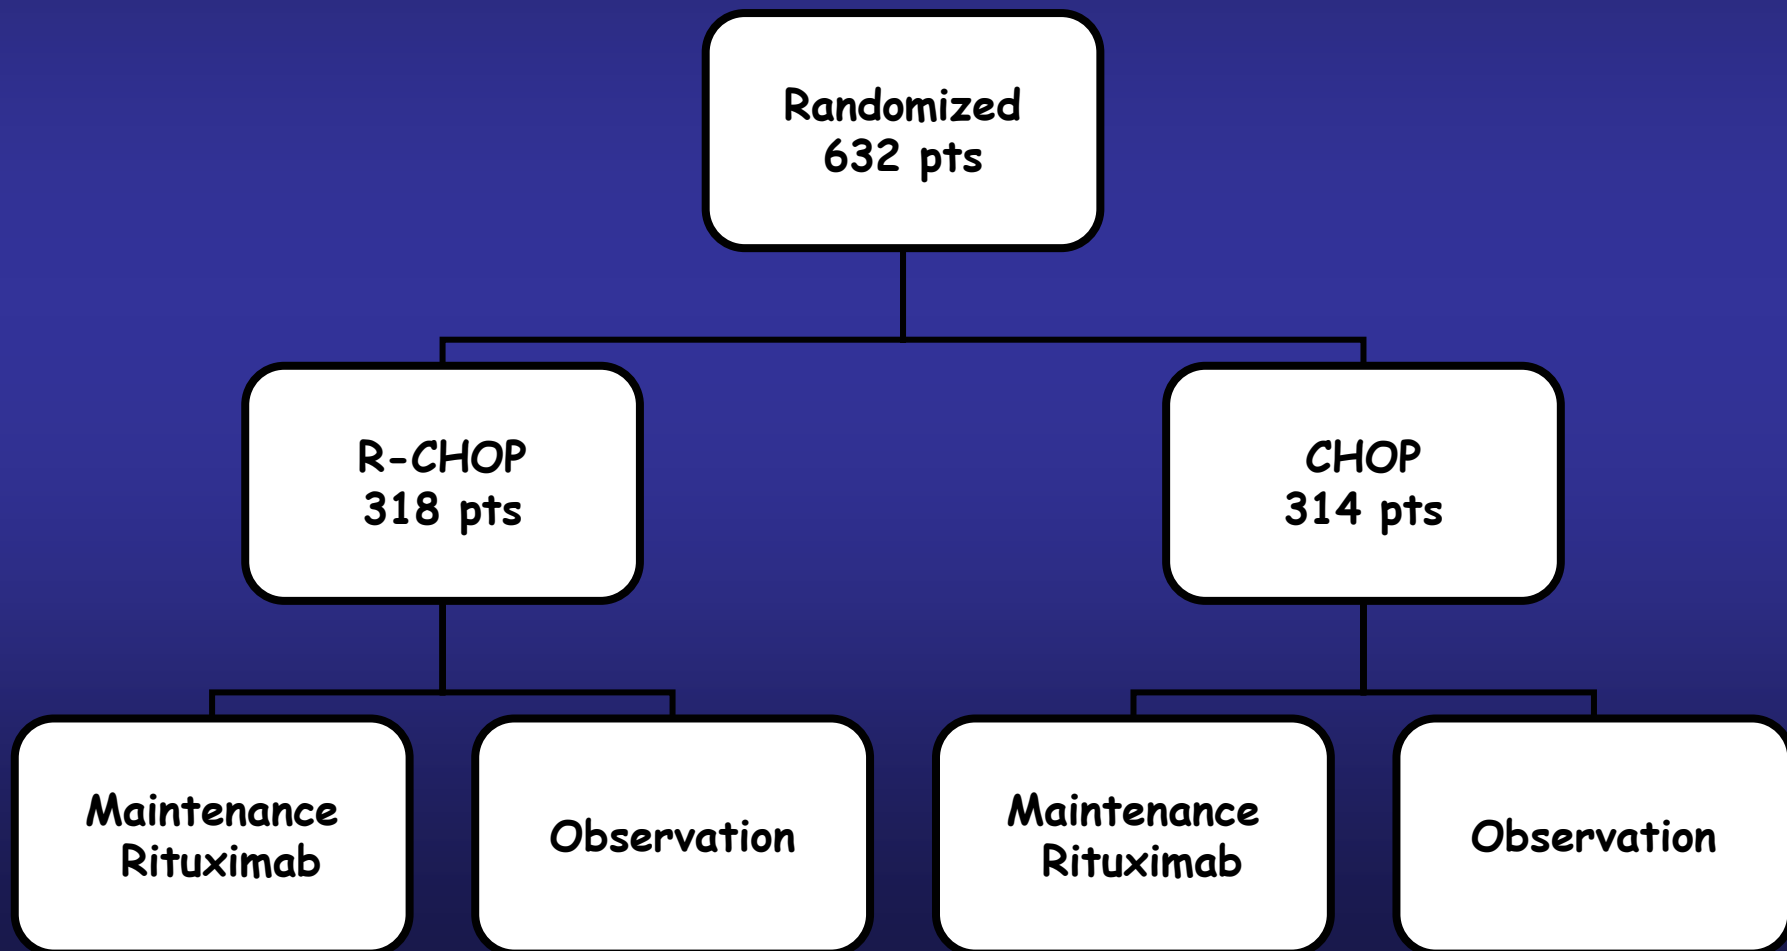 Randomized
632 pts
R-CHOP
318 pts
CHOP
314 pts
Maintenance
Rituximab
Observation
Maintenance
Rituximab
Observation